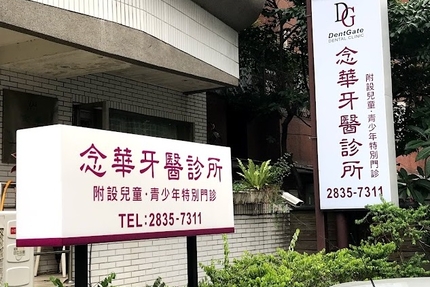 念華牙醫診所
附設兒童·青少年特別門診
TEL:2835-7311
DG
DentGate
DENTAL CLINIC
念華牙醫診所
附設兒童·青少年特別門診
2835-7311